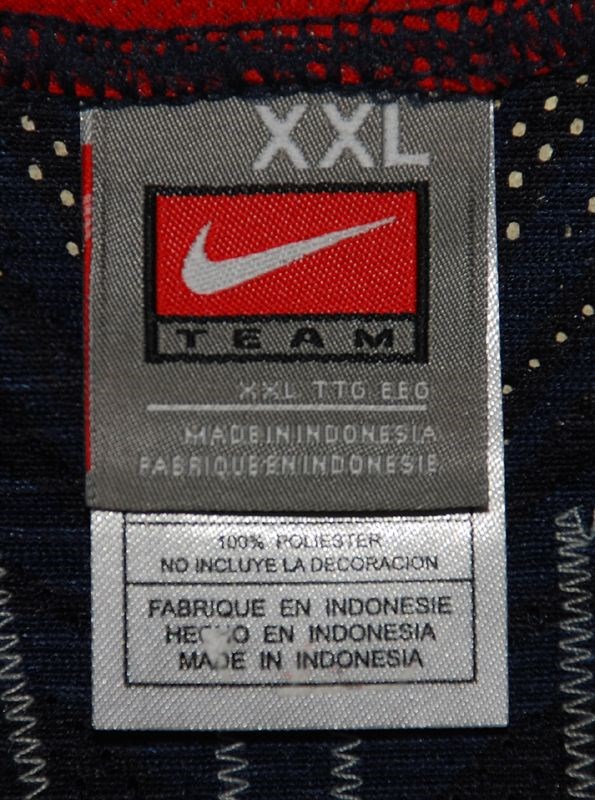 XXL
TEAM
XXL TTG EEG
MADE IN INDONESIA
FABRIQUE EN INDONESIE
100% POLIESTER
NO INCLUYE LA DECORACION
FABRIQUE EN INDONESIE
HECHO EN INDONESIA
MADE IN INDONESIA